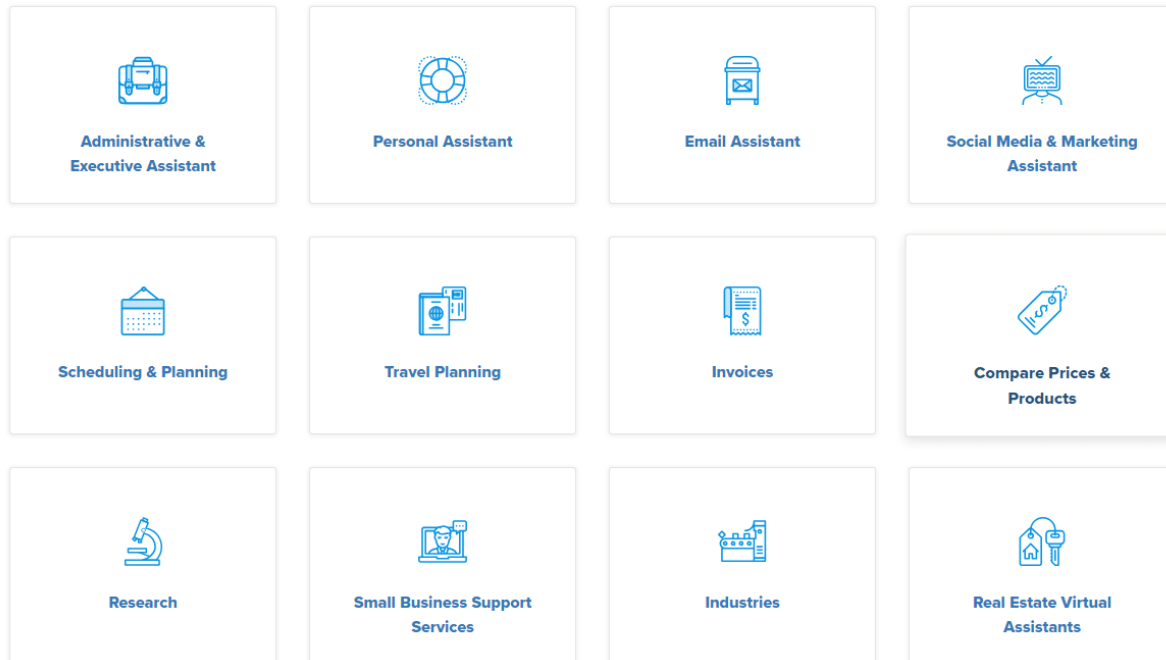 Administrative &
Executive Assistant
Personal Assistant
Email Assistant
Social Media & Marketing
Assistant
Scheduling & Planning
Travel Planning
Invoices
Compare Prices &
Products
Research
Small Business Support
Services
Industries
Real Estate Virtual
Assistants